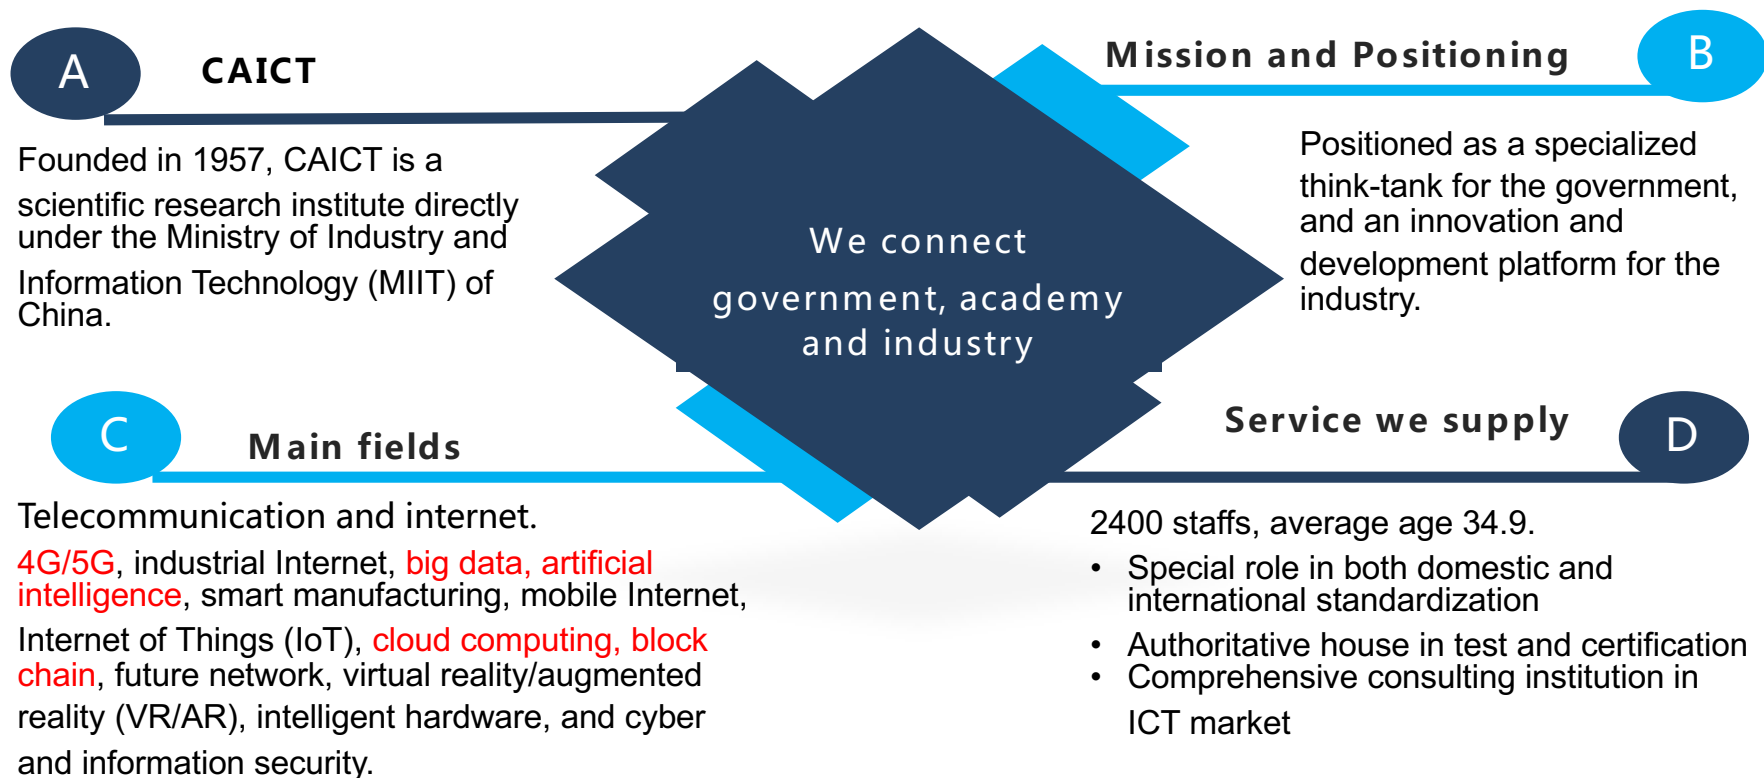 A
CAICT
Founded in 1957, CAICT is a
scientific research institute directly
under the Ministry of Industry and
Information Technology (MIIT) of
China.
Mission and Positioning
B
Positioned as a specialized
think-tank for the government,
and an innovation and
development platform for the
industry.
We connect
government, academy
and industry
C
Main fields
Telecommunication and internet.
4G/5G, industrial Internet, big data, artificial
intelligence, smart manufacturing, mobile Internet,
Internet of Things (IoT), cloud computing, block
chain, future network, virtual reality/augmented
reality (VR/AR), intelligent hardware, and cyber
and information security.
Service we supply
D
2400 staffs, average age 34.9.
• Special role in both domestic and
international standardization
• Authoritative house in test and certification
• Comprehensive consulting institution in
ICT market